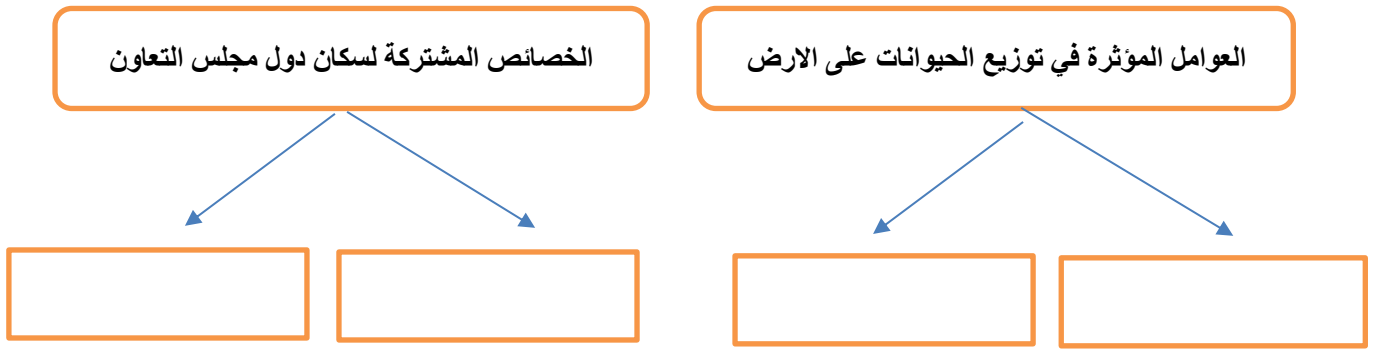 العوامل المؤثرة في توزيع الحيوانات على الارض
الخصائص المشتركة لسكان دول مجلس التعاون